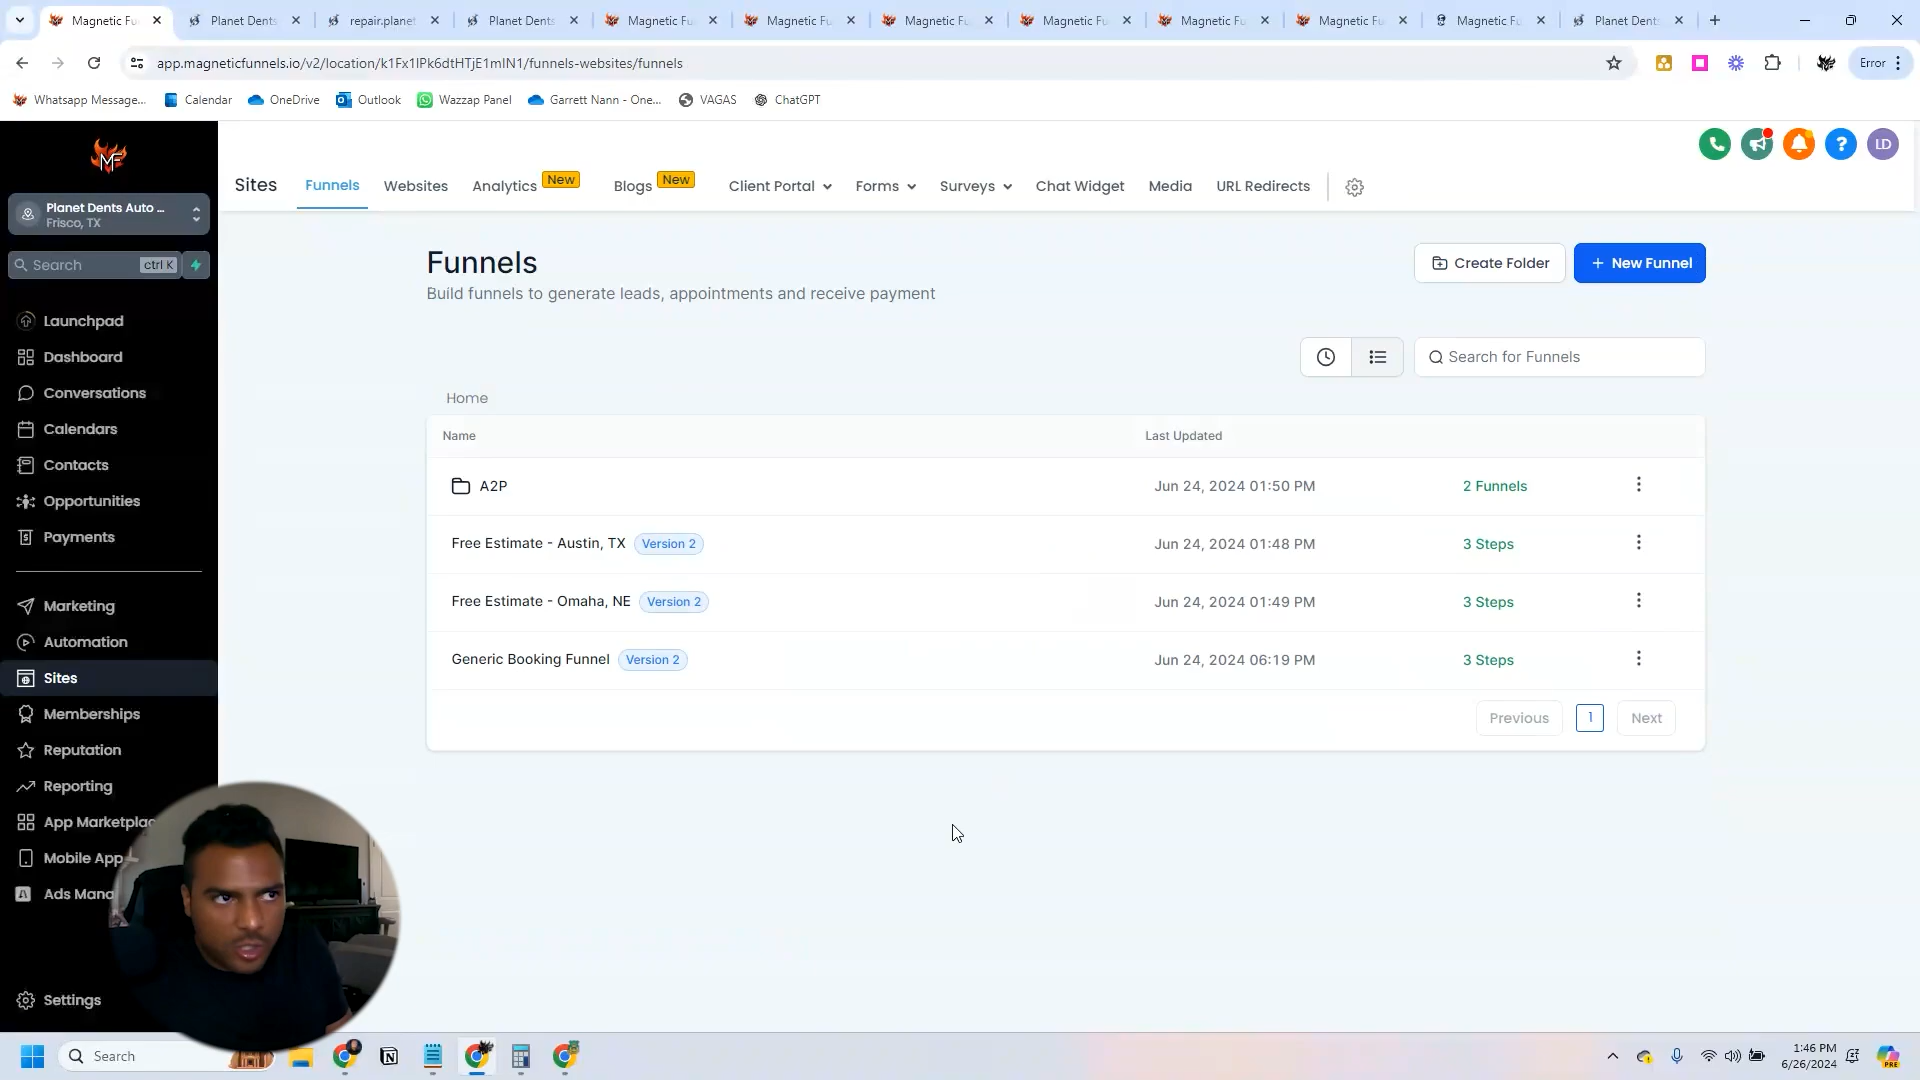 Magnetic Fu
Planet Dents
repair.planet
Planet Dents
Magnetic Fu
Magnetic Fu
Magnetic Fu
Magnetic Fu
Magnetic Fu
Magnetic Fu
Magnetic Fu
Planet Dents
app.magneticfunnels.io/v2/location/k1Fx1IPk6dtHTjE1mIN1/funnels-websites/funnels
Error
Whatsapp Message...
Calendar
OneDrive
Outlook
Wazzap Panel
Garrett Nann - One...
VAGAS
ChatGPT
MF
LD
Sites
Funnels
Websites
Analytics New
Blogs New
Client Portal
Forms
Surveys
Chat Widget
Media
URL Redirects
Planet Dents Auto ...
Frisco, TX
Search ctrl K
Launchpad
Dashboard
Conversations
Calendars
Contacts
Opportunities
Payments
Marketing
Automation
Sites
Memberships
Reputation
Reporting
App Marketplac
Mobile App
Ads Mana
Settings
Funnels
Build funnels to generate leads, appointments and receive payment
Create Folder
+ New Funnel
Search for Funnels
Home
Name Last Updated
A2P Jun 24, 2024 01:50 PM 2 Funnels
Free Estimate - Austin, TX Version 2 Jun 24, 2024 01:48 PM 3 Steps
Free Estimate - Omaha, NE Version 2 Jun 24, 2024 01:49 PM 3 Steps
Generic Booking Funnel Version 2 Jun 24, 2024 06:19 PM 3 Steps
Previous 1 Next
Search
1:46 PM
6/26/2024
PRE